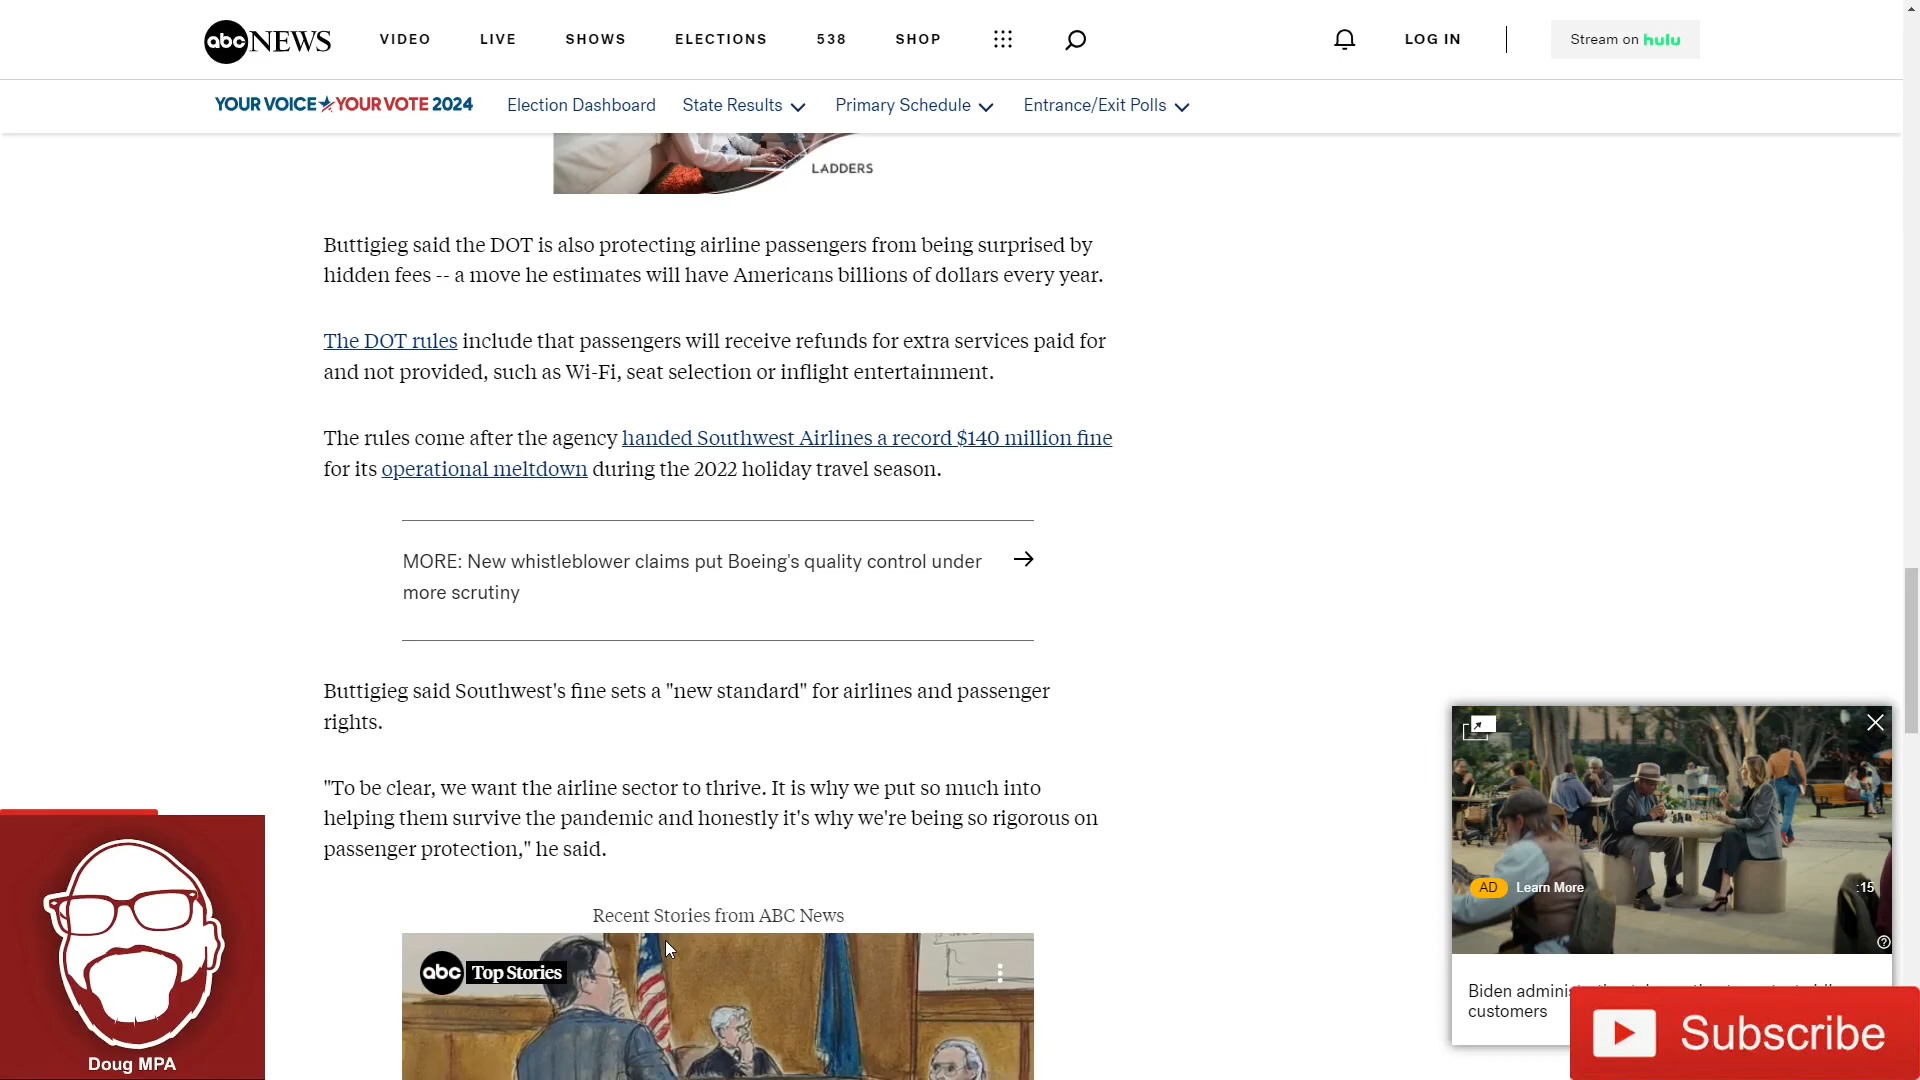 abc NEWS VIDEO LIVE SHOWS ELECTIONS 538 SHOP LOG IN Stream on hulu
YOUR VOICE YOUR VOTE 2024 Election Dashboard State Results Primary Schedule Entrance/Exit Polls
LADDERS
Buttigieg said the DOT is also protecting airline passengers from being surprised by
hidden fees -- a move he estimates will have Americans billions of dollars every year.
The DOT rules include that passengers will receive refunds for extra services paid for
and not provided, such as Wi-Fi, seat selection or inflight entertainment.
The rules come after the agency handed Southwest Airlines a record $140 million fine
for its operational meltdown during the 2022 holiday travel season.
MORE: New whistleblower claims put Boeing's quality control under
more scrutiny
Buttigieg said Southwest's fine sets a "new standard" for airlines and passenger
rights.
"To be clear, we want the airline sector to thrive. It is why we put so much into
helping them survive the pandemic and honestly it's why we're being so rigorous on
passenger protection," he said.
Recent Stories from ABC News
abc Top Stories
AD Learn More :15
Biden
customers
Subscribe
Doug MPA